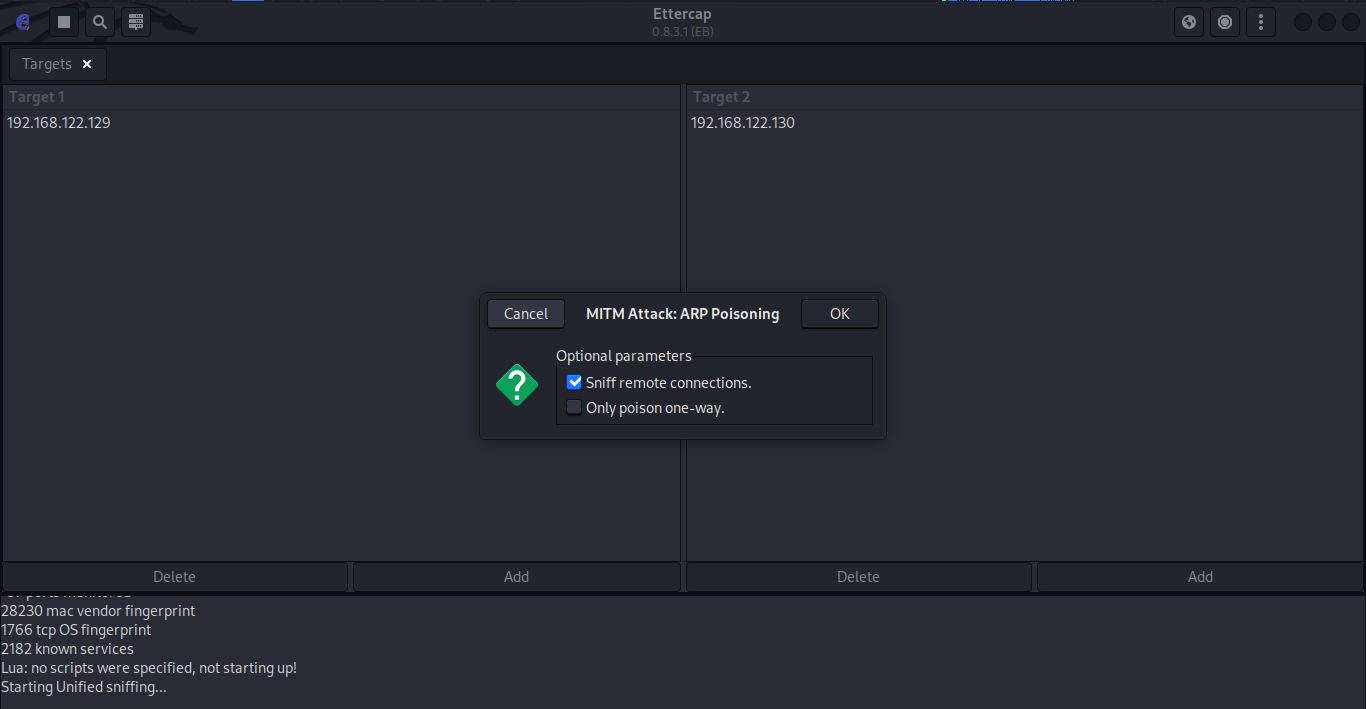 Ettercap
0.8.3.1 (EB)
Targets
Target 1
Target 2
192.168.122.129
192.168.122.130
Cancel
MITM Attack: ARP Poisoning
OK
Optional parameters
Sniff remote connections.
Only poison one-way.
Delete
Add
Delete
Add
ports monitored
28230 mac vendor fingerprint
1766 tcp OS fingerprint
2182 known services
Lua: no scripts were specified, not starting up!
Starting Unified sniffing...